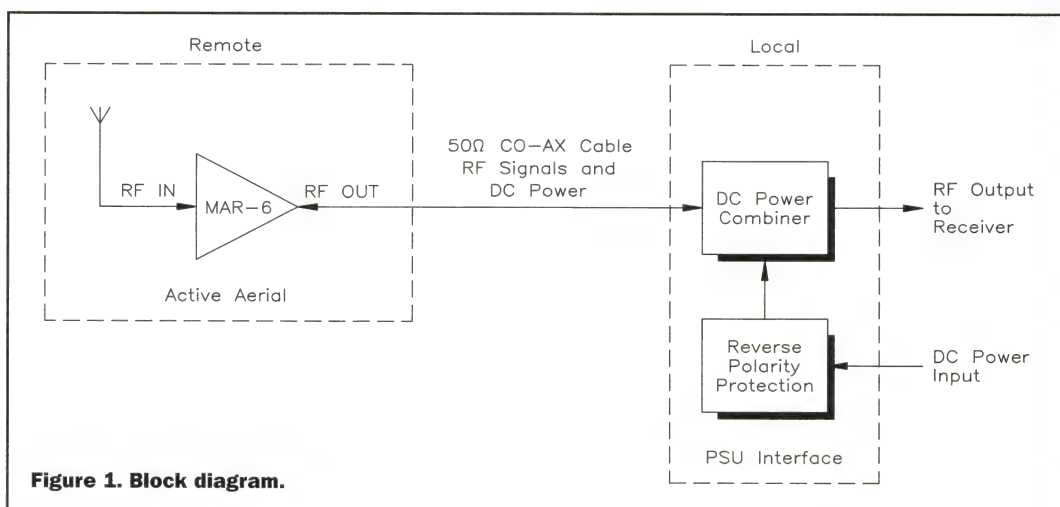 Remote
Local
50Ω CO-AX Cable
RF Signals and
DC Power
RF IN
MAR-6
RF OUT
DC Power
Combiner
RF Output
to
Receiver
Active Aerial
Reverse
Polarity
Protection
DC Power
Input
PSU Interface
Figure 1. Block diagram.